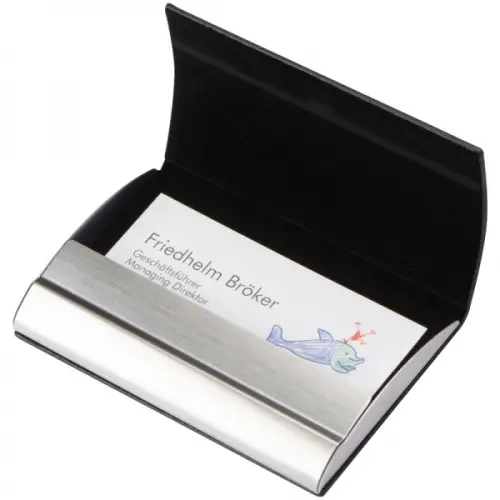 Friedhelm Bröker
Geschäftsführer
Managing Direktor